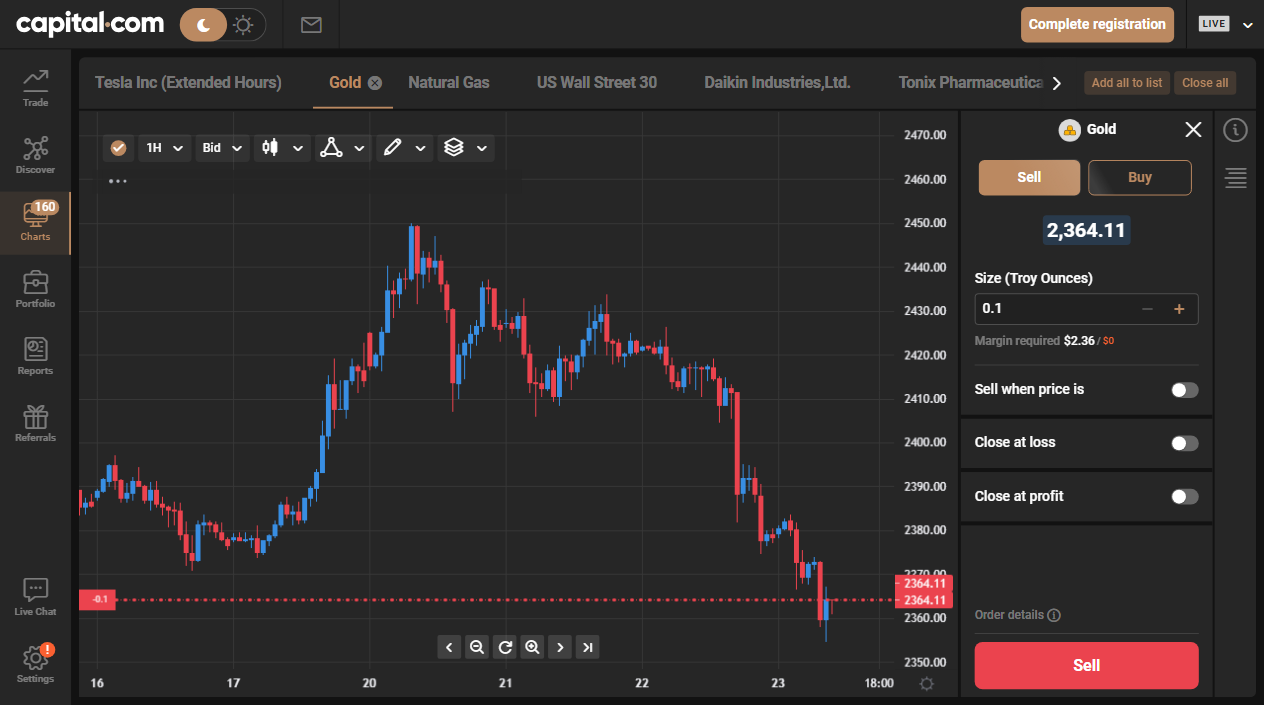 capital.com
Complete registration
LIVE
Trade
Discover
160
Charts
Portfolio
Reports
Referrals
Live Chat
!
Settings
Tesla Inc (Extended Hours)
Gold
Natural Gas
US Wall Street 30
Daikin Industries,Ltd.
Tonix Pharmaceutica
Add all to list
Close all
1H
Bid
2470.00
2460.00
2450.00
2440.00
2430.00
2420.00
2410.00
2400.00
2390.00
2380.00
2370.00
2364.11
-0.1
2364.11
2360.00
2350.00
16 17 20 21 22 23 18:00
Gold
Sell
Buy
2,364.11
Size (Troy Ounces)
0.1
Margin required $2.36 / $0
Sell when price is
Close at loss
Close at profit
Order details
Sell